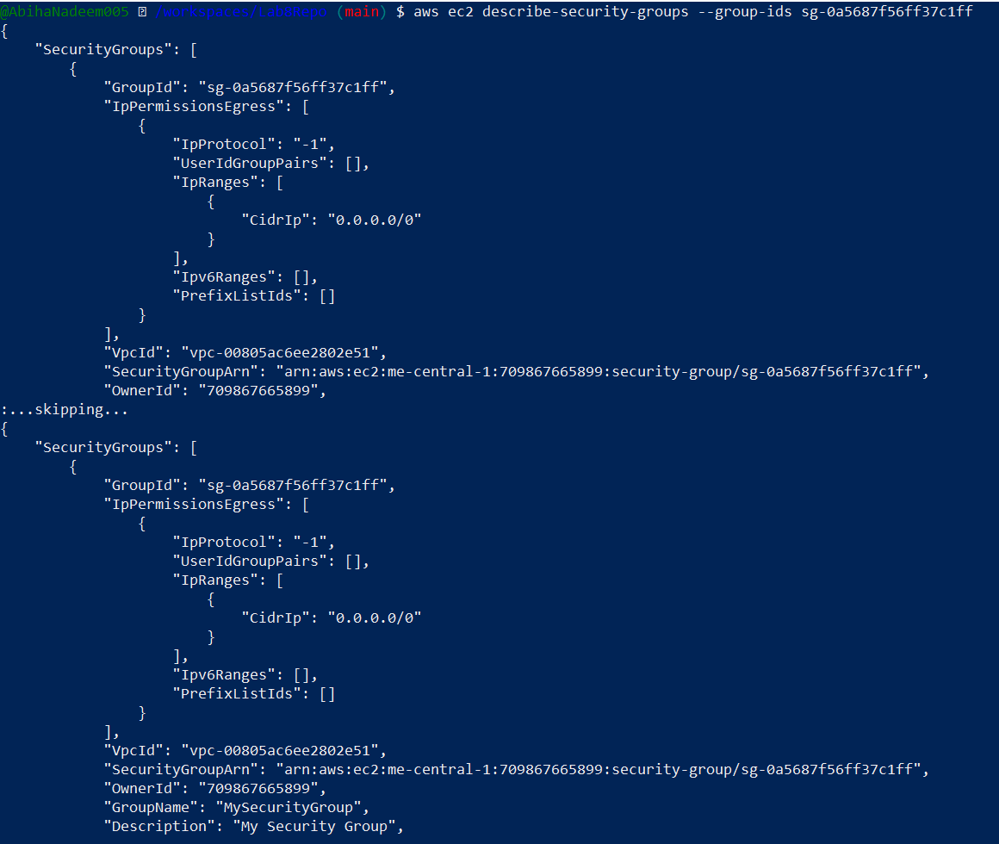 @AbihaNadeem005 /workspaces/Lab8Repo (main) $ aws ec2 describe-security-groups --group-ids sg-0a5687f56ff37c1ff
{
    "SecurityGroups": [
        {
            "GroupId": "sg-0a5687f56ff37c1ff",
            "IpPermissionsEgress": [
                {
                    "IpProtocol": "-1",
                    "UserIdGroupPairs": [],
                    "IpRanges": [
                        {
                            "CidrIp": "0.0.0.0/0"
                        }
                    ],
                    "Ipv6Ranges": [],
                    "PrefixListIds": []
                }
            ],
            "VpcId": "vpc-00805ac6ee2802e51",
            "SecurityGroupArn": "arn:aws:ec2:me-central-1:709867665899:security-group/sg-0a5687f56ff37c1ff",
            "OwnerId": "709867665899",
:...skipping...
{
    "SecurityGroups": [
        {
            "GroupId": "sg-0a5687f56ff37c1ff",
            "IpPermissionsEgress": [
                {
                    "IpProtocol": "-1",
                    "UserIdGroupPairs": [],
                    "IpRanges": [
                        {
                            "CidrIp": "0.0.0.0/0"
                        }
                    ],
                    "Ipv6Ranges": [],
                    "PrefixListIds": []
                }
            ],
            "VpcId": "vpc-00805ac6ee2802e51",
            "SecurityGroupArn": "arn:aws:ec2:me-central-1:709867665899:security-group/sg-0a5687f56ff37c1ff",
            "OwnerId": "709867665899",
            "GroupName": "MySecurityGroup",
            "Description": "My Security Group",